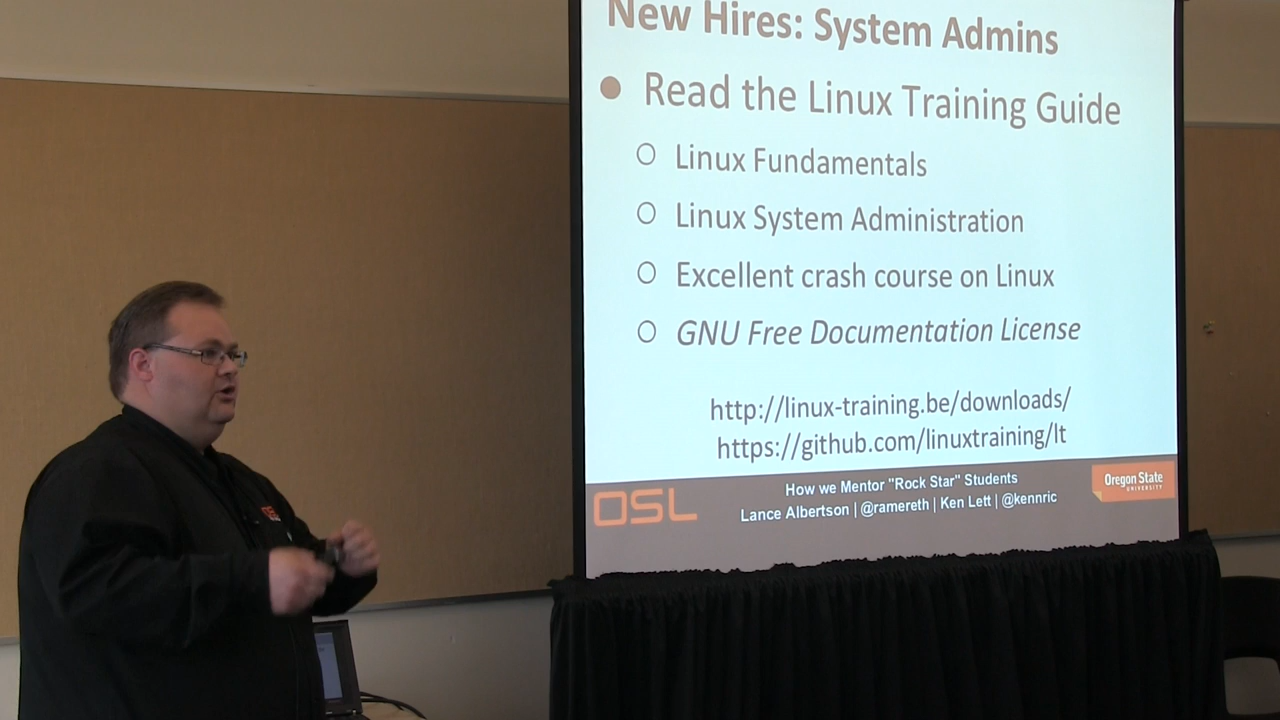 New Hires: System Admins
Read the Linux Training Guide
Linux Fundamentals
Linux System Administration
Excellent crash course on Linux
GNU Free Documentation License
http://linux-training.be/downloads/
https://github.com/linuxtraining/lt
How we Mentor "Rock Star" Students
Lance Albertson | @ramereth | Ken Lett | @kennric
OSL
Oregon State
UNIVERSITY
OSL